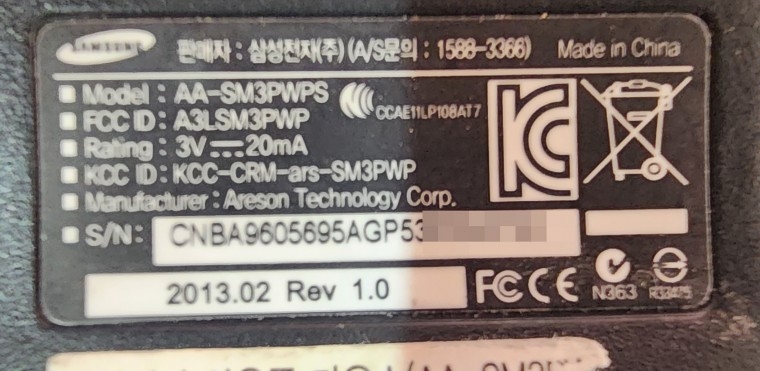 SAMSUNG 판매자 : 삼성전자(주) (A/S문의 : 1588-3366) Made in China
Model : AA-SM3PWPS
CCAE11LP108AT7
FCC ID : A3LSM3PWP
Rating : 3V 20mA
KCC ID : KCC-CRM-ars-SM3PWP
Manufacturer : Areson Technology Corp.
S/N : CNBA9605695AGP53
2013.02 Rev 1.0 FC CE N363